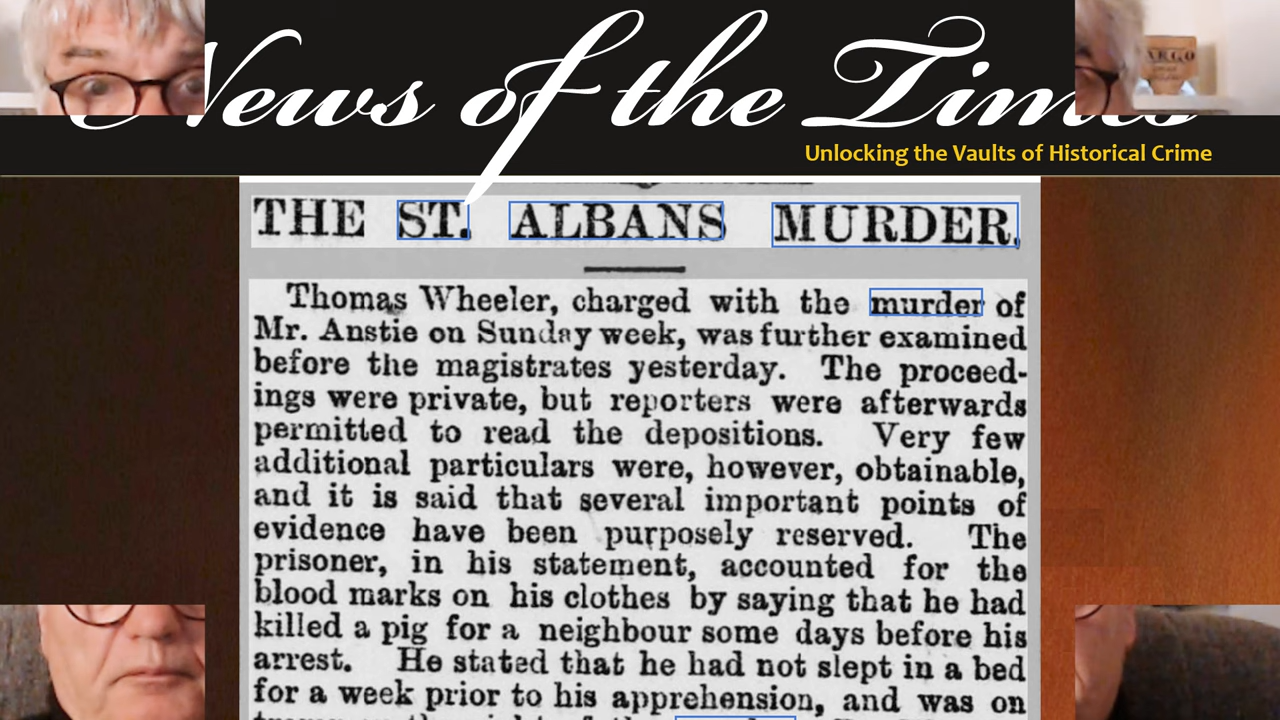 News of the Times
Unlocking the Vaults of Historical Crime
THE ST. ALBANS MURDER.
Thomas Wheeler, charged with the murder of
Mr. Anstie on Sunday week, was further examined
before the magistrates yesterday. The proceed-
ings were private, but reporters were afterwards
permitted to read the depositions. Very few
additional particulars were, however, obtainable,
and it is said that several important points of
evidence have been purposely reserved. The
prisoner, in his statement, accounted for the
blood marks on his clothes by saying that he had
killed a pig for a neighbour some days before his
arrest. He stated that he had not slept in a bed
for a week prior to his apprehension, and was on